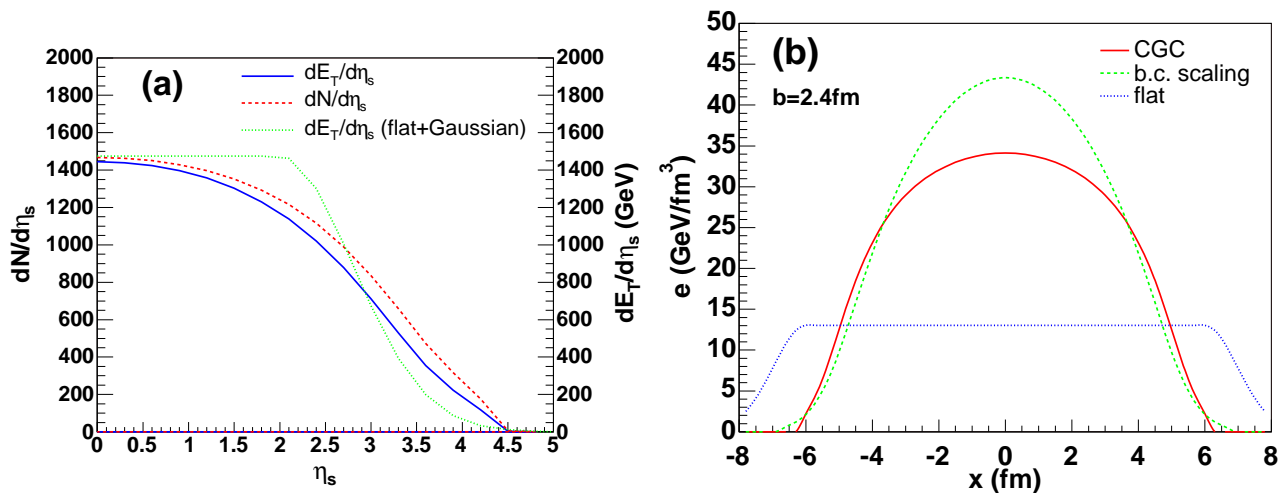 (a)
dE_T/dη_s
dN/dη_s
dE_T/dη_s (flat+Gaussian)
2000
1800
1600
1400
1200
1000
800
600
400
200
0
dN/dη_s
2000
1800
1600
1400
1200
1000
800
600
400
200
0
dE_T/dη_s (GeV)
0 0.5 1 1.5 2 2.5 3 3.5 4 4.5 5
η_s
(b)
b=2.4fm
CGC
b.c. scaling
flat
50
45
40
35
30
25
20
15
10
5
0
e (GeV/fm^3)
-8 -6 -4 -2 0 2 4 6 8
x (fm)